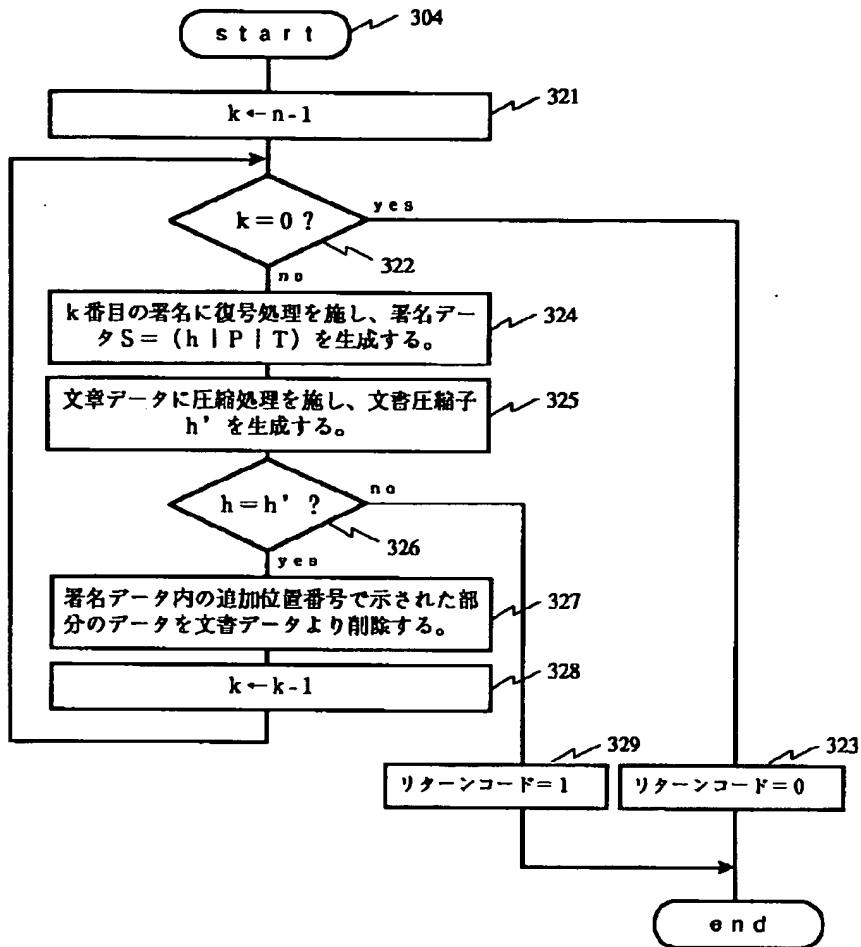 start
304
k←n-1
321
k=0?
yes
322
no
k番目の署名に復号処理を施し、署名デー
タS=(h|P|T)を生成する。
324
文章データに圧縮処理を施し、文書圧縮子
h'を生成する。
325
h=h'?
no
326
yes
署名データ内の追加位置番号で示された部
分のデータを文書データより削除する。
327
k←k-1
328
329
リターンコード=1
323
リターンコード=0
end